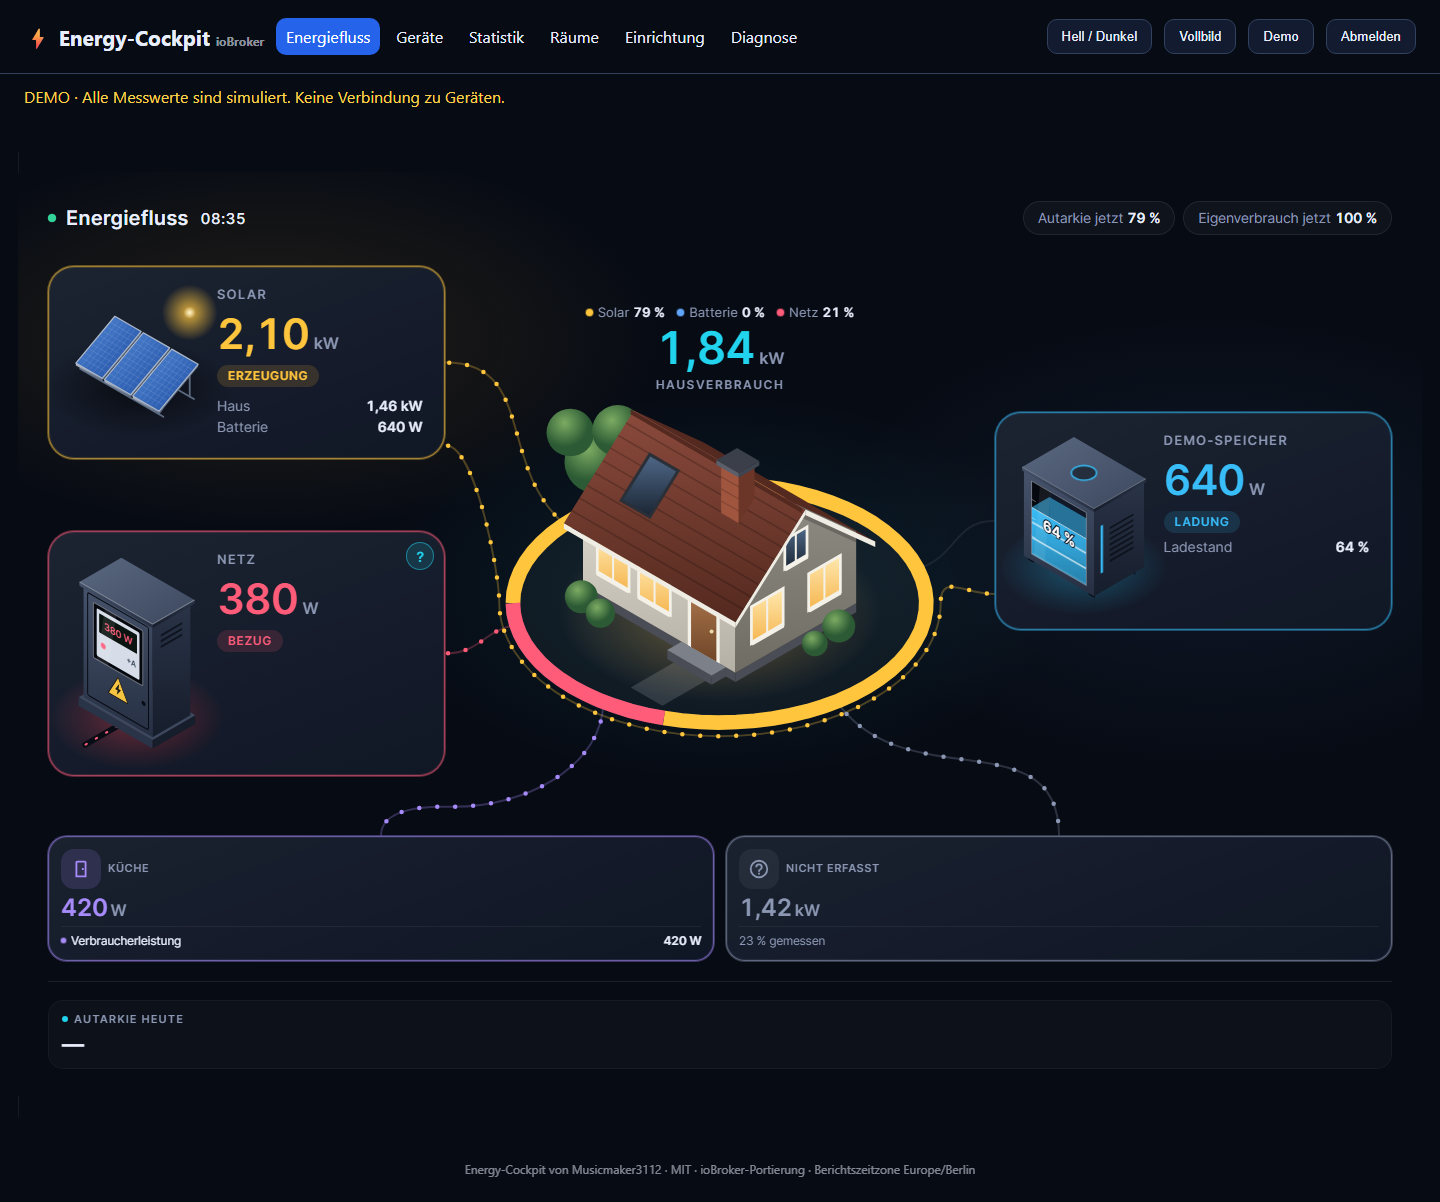 Energy-Cockpit ioBroker Energiefluss Geräte Statistik Räume Einrichtung Diagnose Hell / Dunkel Vollbild Demo Abmelden
DEMO · Alle Messwerte sind simuliert. Keine Verbindung zu Geräten.
Energiefluss 08:35
Autarkie jetzt 79 % Eigenverbrauch jetzt 100 %
SOLAR
2,10 kW
ERZEUGUNG
Haus 1,46 kW
Batterie 640 W
Solar 79 % Batterie 0 % Netz 21 %
1,84 kW
HAUSVERBRAUCH
DEMO-SPEICHER
640 W
LADUNG
Ladestand 64 %
64 %
NETZ
?
380 W
BEZUG
380 W
+A
KÜCHE
420 W
Verbraucherleistung 420 W
NICHT ERFASST
1,42 kW
23 % gemessen
AUTARKIE HEUTE
—
Energy-Cockpit von Musicmaker3112 · MIT · ioBroker-Portierung · Berichtszeitzone Europe/Berlin